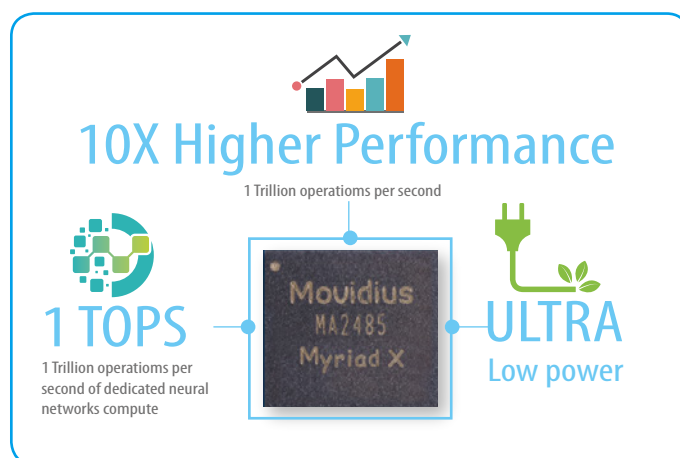 10X Higher Performance
1 Trillion operatioms per second
1 TOPS
1 Trillion operatioms per
second of dedicated neural
networks compute
Movidius
MA2485
Myriad X
ULTRA
Low power